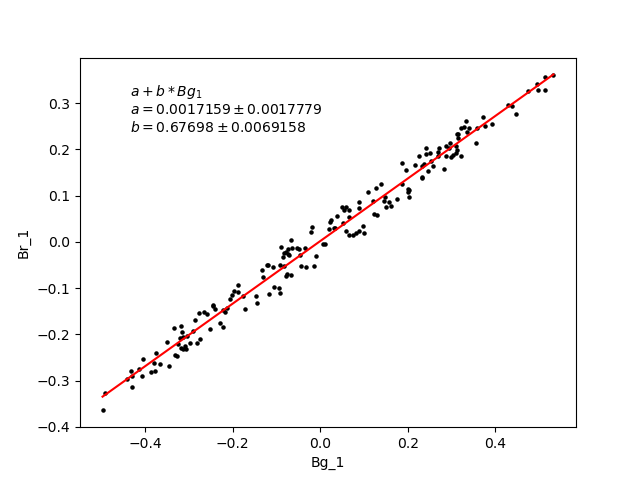 a + b * Bg₁
a = 0.0017159 ± 0.0017779
b = 0.67698 ± 0.0069158
Br_1
0.3
0.2
0.1
0.0
−0.1
−0.2
−0.3
−0.4
−0.4 −0.2 0.0 0.2 0.4
Bg_1